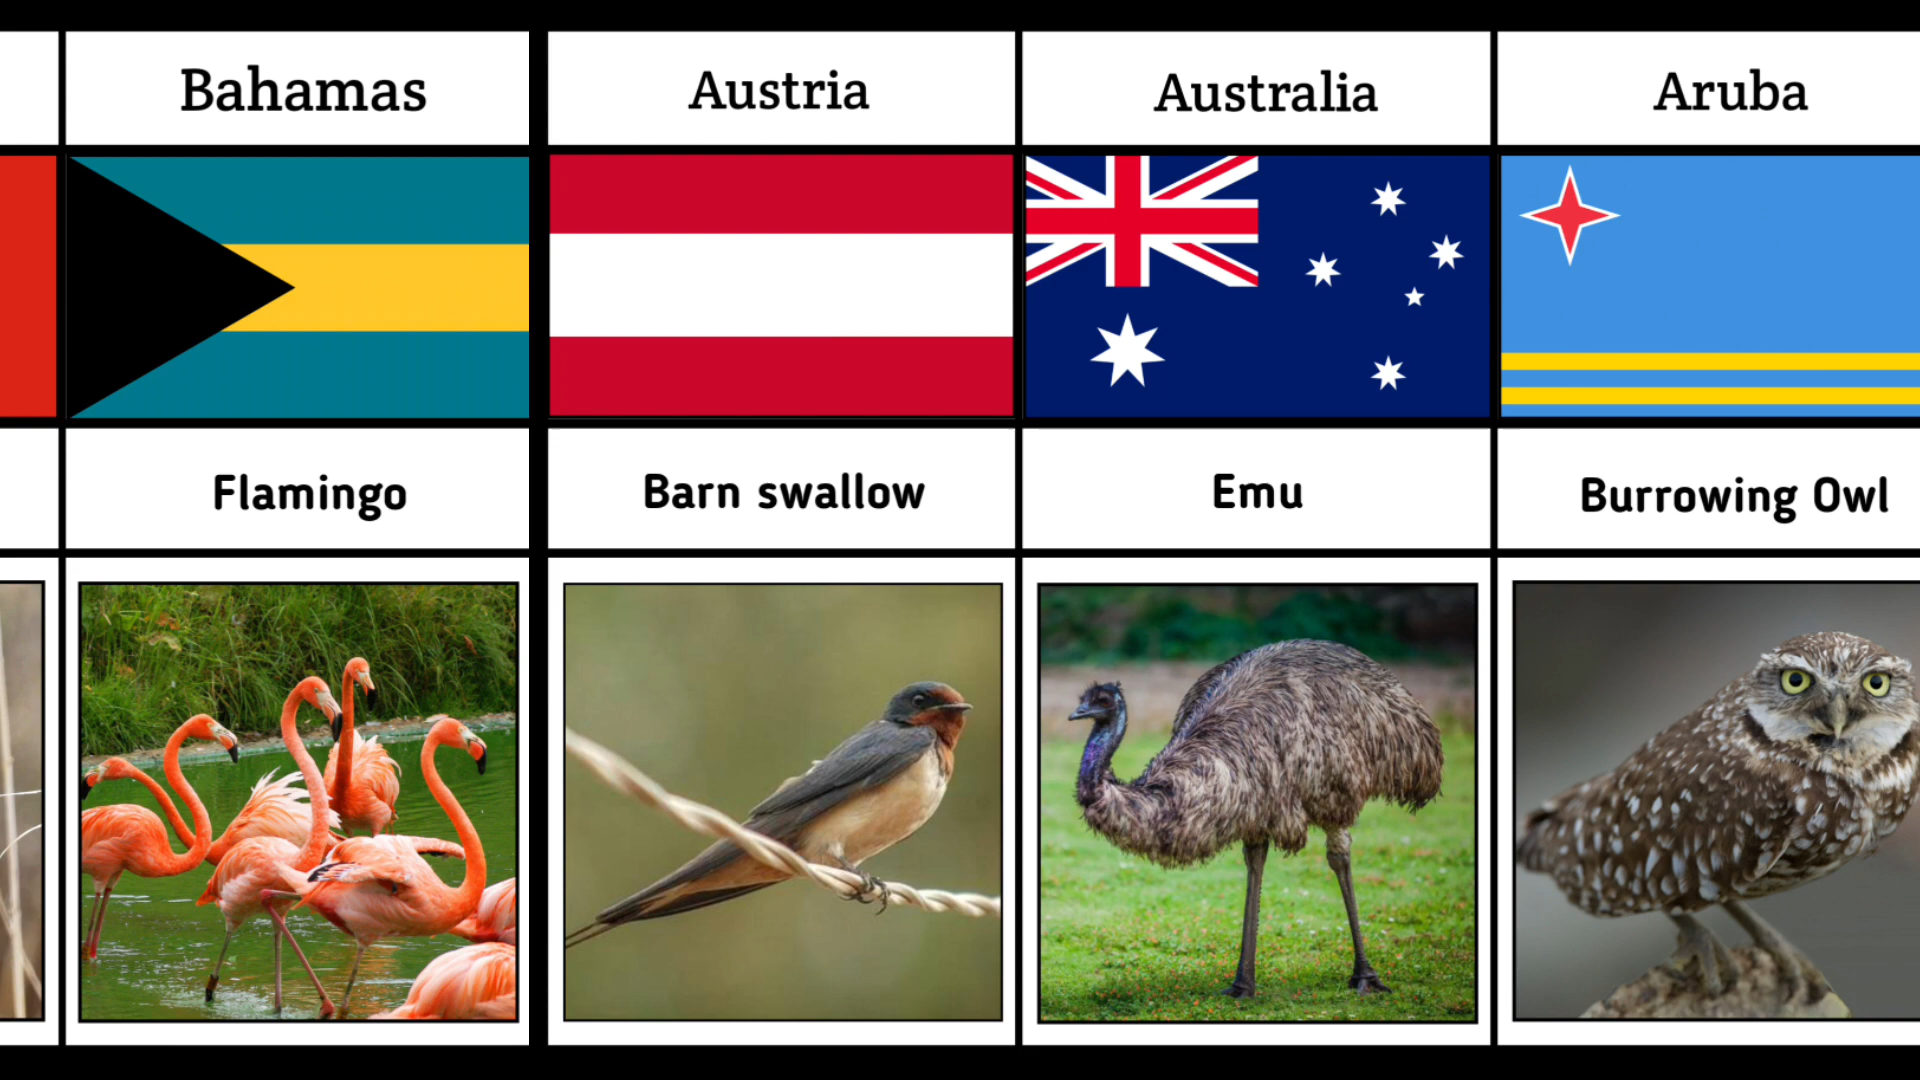 Bahamas
Austria
Australia
Aruba
Flamingo
Barn swallow
Emu
Burrowing Owl